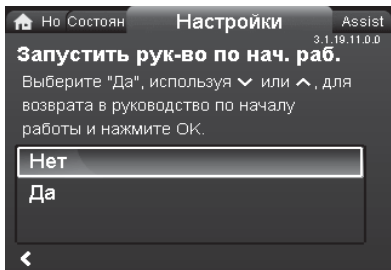 Но Состоян Настройки Assist
3.1.19.11.0.0
Запустить рук-во по нач. раб.
Выберите "Да", используя ⌄ или ⌃, для
возврата в руководство по началу
работы и нажмите OK.
Нет
Да